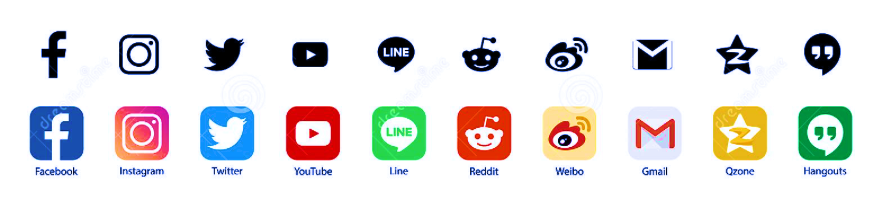 LINE
LINE
Facebook Instagram Twitter YouTube Line Reddit Weibo Gmail Qzone Hangouts